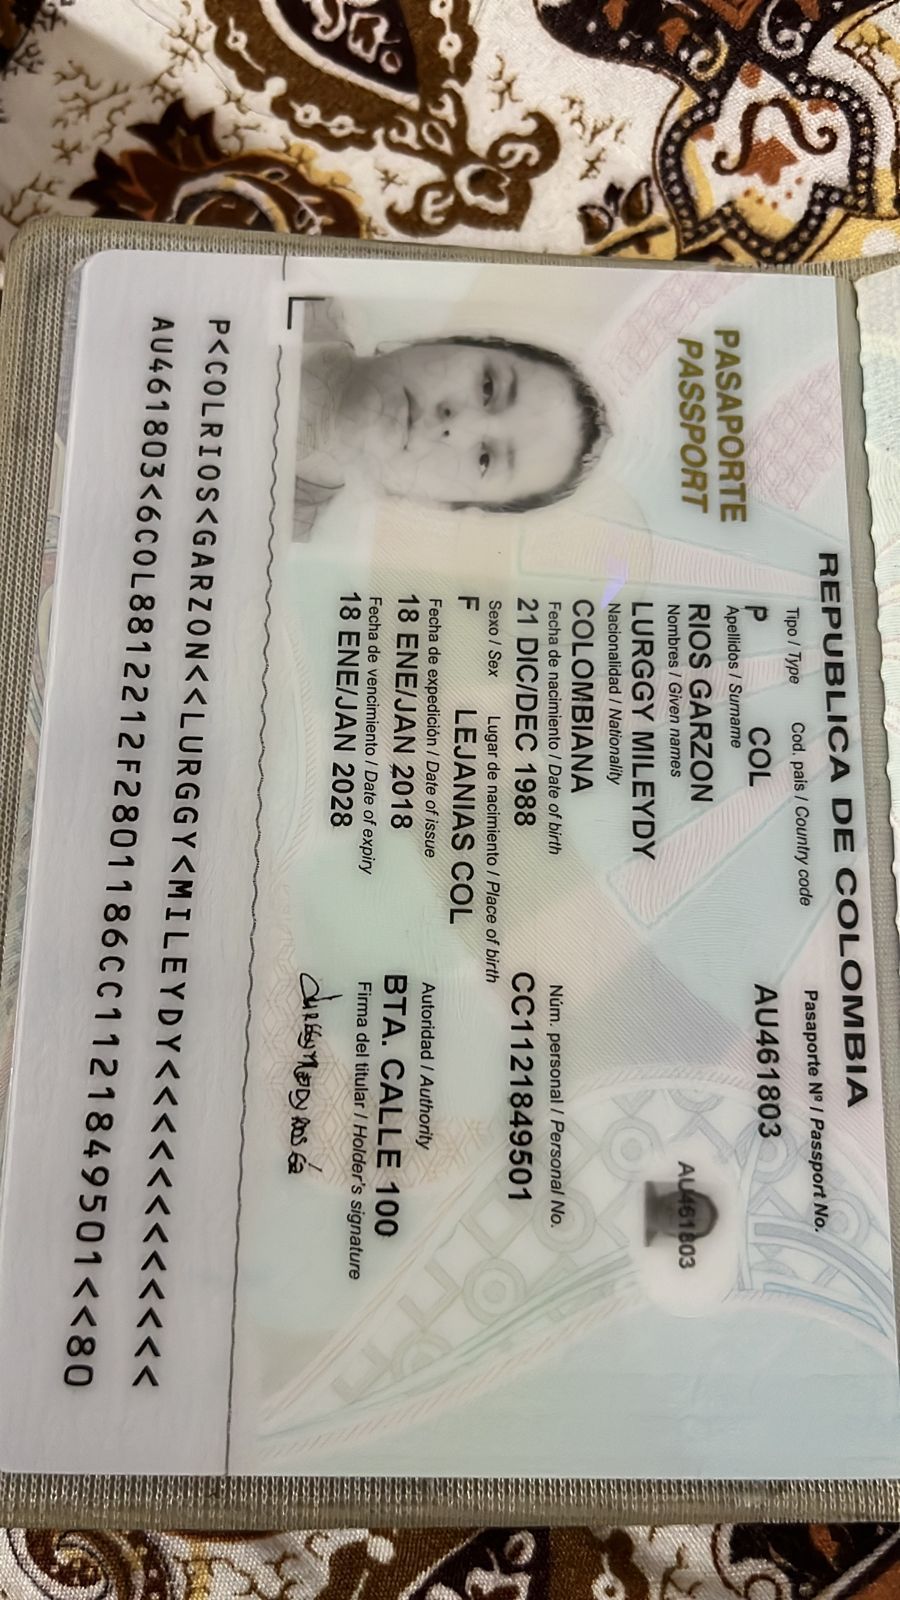 REPUBLICA DE COLOMBIA
PASAPORTE
PASSPORT
Tipo / Type Cod. pais / Country code Pasaporte Nº / Passport No.
P COL AU461803
Apellidos / Surname
RIOS GARZON
Nombres / Given names
LURGGY MILEYDY
Nacionalidad / Nationality
COLOMBIANA
Fecha de nacimiento / Date of birth Núm. personal / Personal No.
21 DIC/DEC 1988 CC1121849501
Sexo / Sex Lugar de nacimiento / Place of birth
F LEJANIAS COL
Fecha de expedición / Date of issue Autoridad / Authority
18 ENE/JAN 2018 BTA. CALLE 100
Fecha de vencimiento / Date of expiry Firma del titular / Holder's signature
18 ENE/JAN 2028
AU461803
P<COLRIOS<GARZON<<LURGGY<MILEYDY<<<<<<<<<<<<
AU461803<6COL8812212F2801186CC1121849501<<80